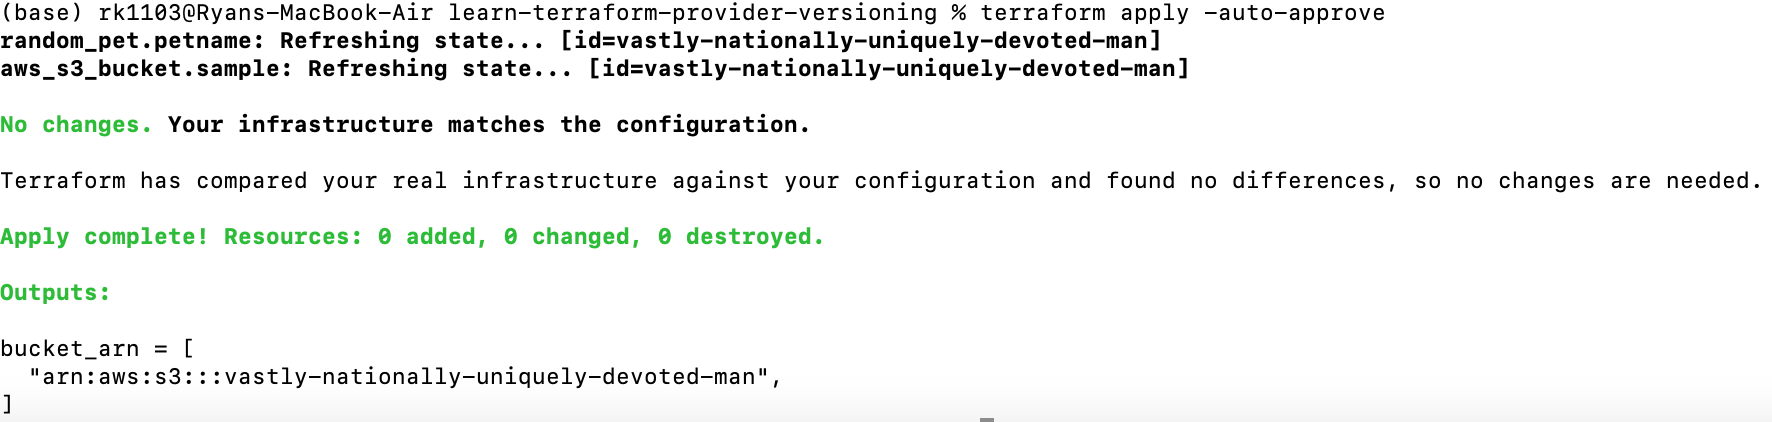 (base) rk1103@Ryans-MacBook-Air learn-terraform-provider-versioning % terraform apply -auto-approve
random_pet.petname: Refreshing state... [id=vastly-nationally-uniquely-devoted-man]
aws_s3_bucket.sample: Refreshing state... [id=vastly-nationally-uniquely-devoted-man]
No changes. Your infrastructure matches the configuration.
Terraform has compared your real infrastructure against your configuration and found no differences, so no changes are needed.
Apply complete! Resources: 0 added, 0 changed, 0 destroyed.
Outputs:
bucket_arn = [
  "arn:aws:s3:::vastly-nationally-uniquely-devoted-man",
]